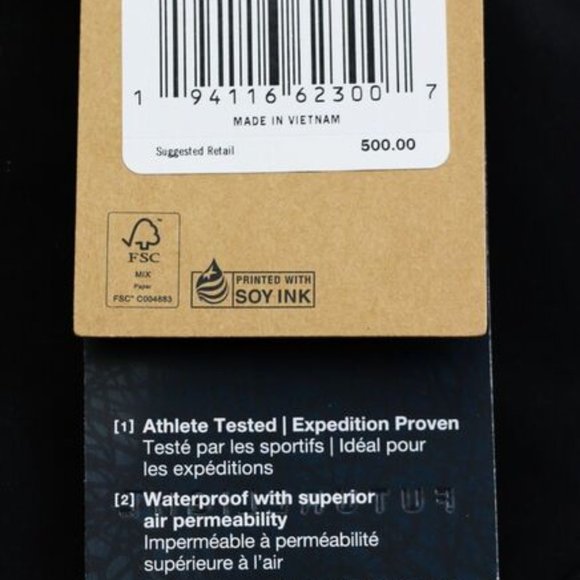 1 94116 62300 7
MADE IN VIETNAM
Suggested Retail 500.00
FSC
MIX
Paper
FSC® C004883
PRINTED WITH
SOY INK
[1] Athlete Tested | Expedition Proven
Testé par les sportifs | Idéal pour
les expéditions
[2] Waterproof with superior
air permeability
Imperméable à perméabilité
supérieure à l'air